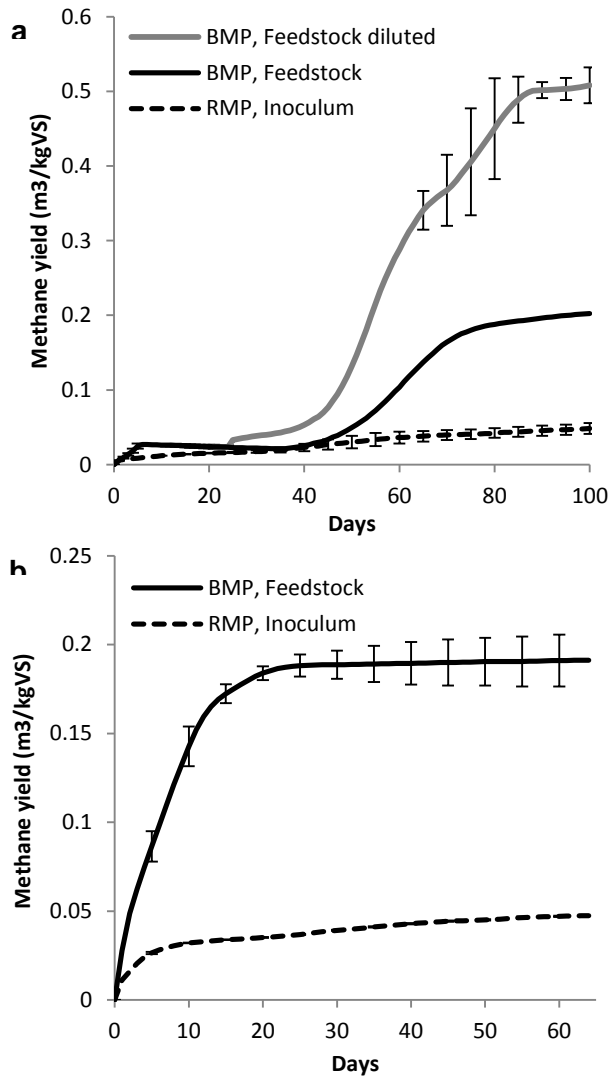 a
BMP, Feedstock diluted
BMP, Feedstock
RMP, Inoculum
Methane yield (m3/kgVS)
0.6
0.5
0.4
0.3
0.2
0.1
0
0 20 40 60 80 100
Days
b
BMP, Feedstock
RMP, Inoculum
Methane yield (m3/kgVS)
0.25
0.2
0.15
0.1
0.05
0
0 10 20 30 40 50 60
Days